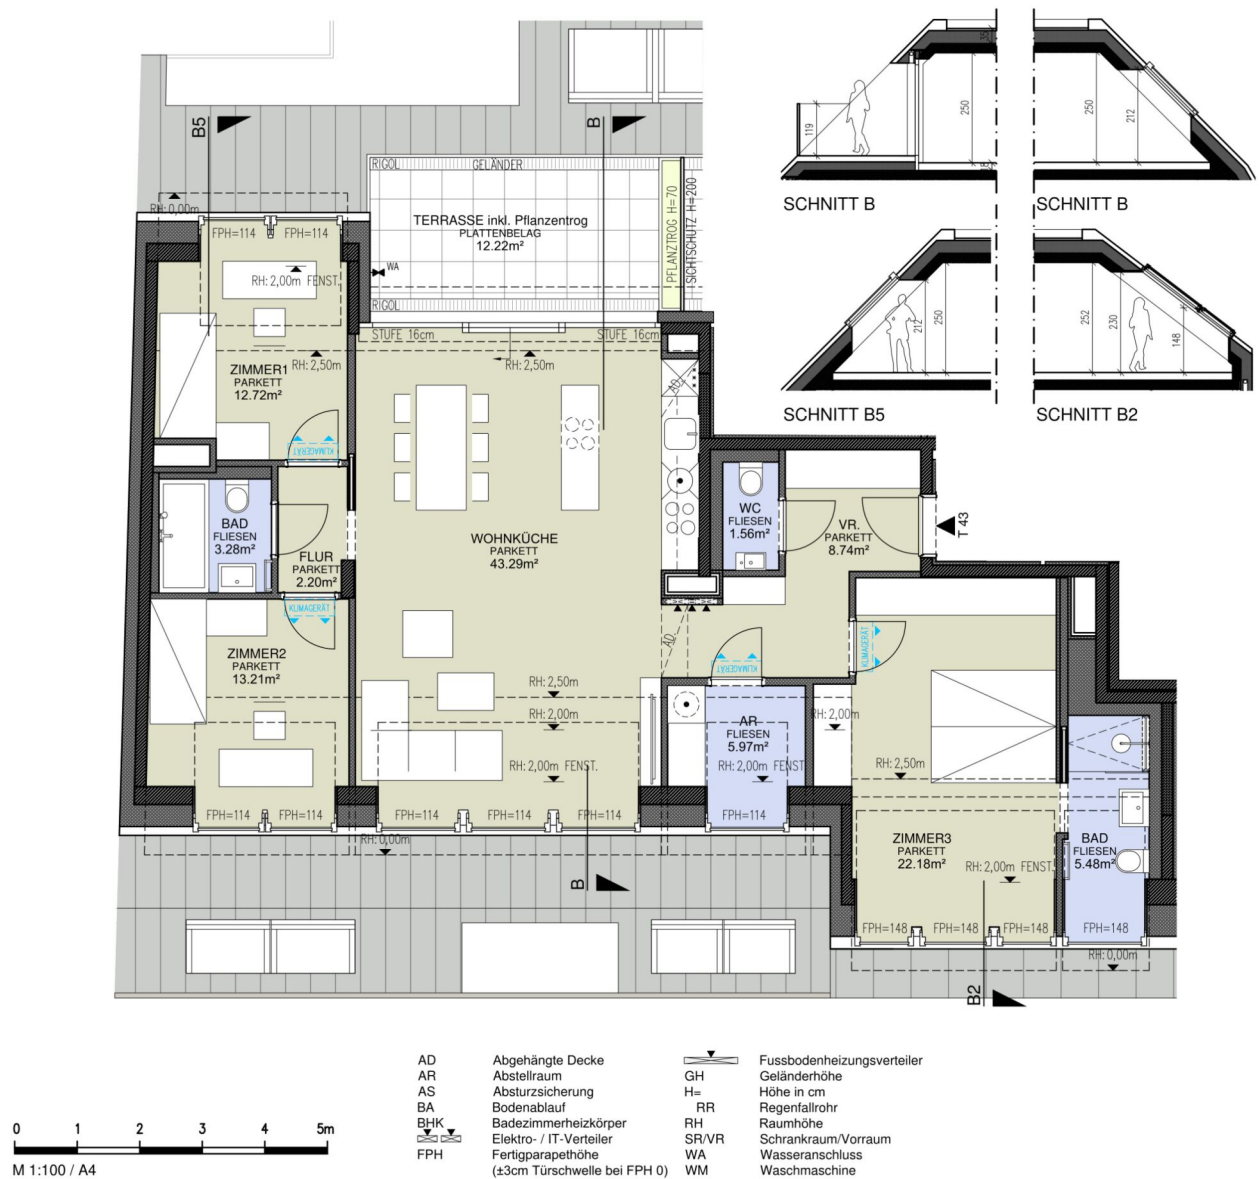 B5
B
RIGOL
GELÄNDER
RH: 0,00m
FPH=114
FPH=114
TERRASSE inkl. Pflanzentrog
PLATTENBELAG
12.22m²
PFLANZTROG H=70
SICHTSCHUTZ H=200
WA
RH: 2,00m FENST.
RIGOL
STUFE 16cm
STUFE 16cm
RH: 2,50m
RH: 2,50m
ZIMMER1
PARKETT
12.72m²
AD
KLIMAGERÄT
BAD
FLIESEN
3.28m²
FLUR
PARKETT
2.20m²
WOHNKÜCHE
PARKETT
43.29m²
WC
FLIESEN
1.56m²
VR.
PARKETT
8.74m²
T 43
KLIMAGERÄT
ZIMMER2
PARKETT
13.21m²
AD
KLIMAGERÄT
KLIMAGERÄT
RH: 2,50m
RH: 2,00m
RH: 2,00m FENST.
AR
FLIESEN
5.97m²
RH: 2,00m
RH: 2,00m FENST.
RH: 2,50m
FPH=114
FPH=114
FPH=114
FPH=114
FPH=114
FPH=114
RH: 0,00m
ZIMMER3
PARKETT
22.18m²
RH: 2,00m FENST.
BAD
FLIESEN
5.48m²
FPH=148
FPH=148
FPH=148
FPH=148
RH: 0,00m
B
B2
35
119
250
18
250
212
SCHNITT B
SCHNITT B
212
250
252
230
148
SCHNITT B5
SCHNITT B2
AD Abgehängte Decke
AR Abstellraum
AS Absturzsicherung
BA Bodenablauf
BHK Badezimmerheizkörper
Elektro- / IT-Verteiler
FPH Fertigparapethöhe
(±3cm Türschwelle bei FPH 0)
Fussbodenheizungsverteiler
GH Geländerhöhe
H= Höhe in cm
RR Regenfallrohr
RH Raumhöhe
SR/VR Schrankraum/Vorraum
WA Wasseranschluss
WM Waschmaschine
0 1 2 3 4 5m
M 1:100 / A4